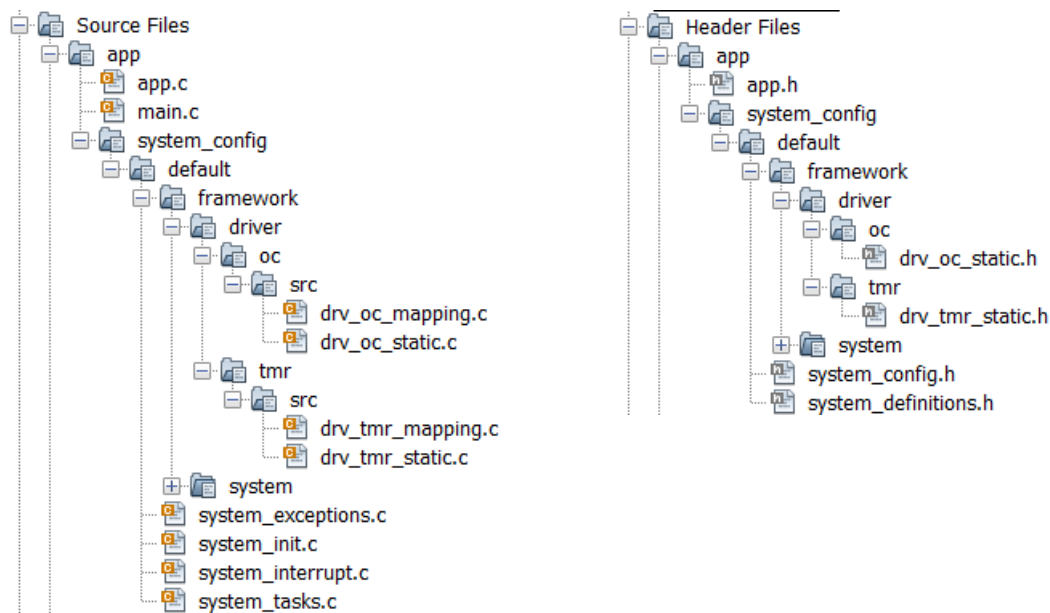 Source Files
app
app.c
main.c
system_config
default
framework
driver
oc
src
drv_oc_mapping.c
drv_oc_static.c
tmr
src
drv_tmr_mapping.c
drv_tmr_static.c
system
system_exceptions.c
system_init.c
system_interrupt.c
system_tasks.c
Header Files
app
app.h
system_config
default
framework
driver
oc
drv_oc_static.h
tmr
drv_tmr_static.h
system
system_config.h
system_definitions.h